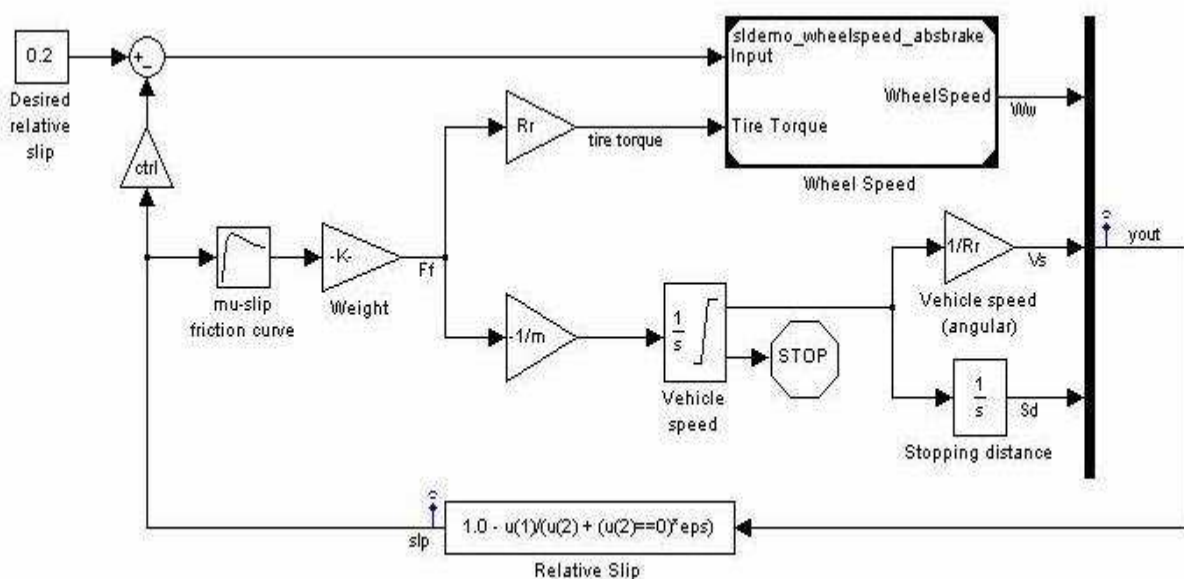 0.2
Desired
relative
slip
+
-
ctrl
mu-slip
friction curve
-K-
Weight
Ff
Rr
tire torque
sldemo_wheelspeed_absbrake
Input
WheelSpeed
Tire Torque
Wheel Speed
Ww
-1/m
1
s
Vehicle
speed
STOP
1/Rr
Vs
Vehicle speed
(angular)
1
s
Sd
Stopping distance
yout
1.0 - u(1)/(u(2) + (u(2)==0)*eps)
slp
Relative Slip